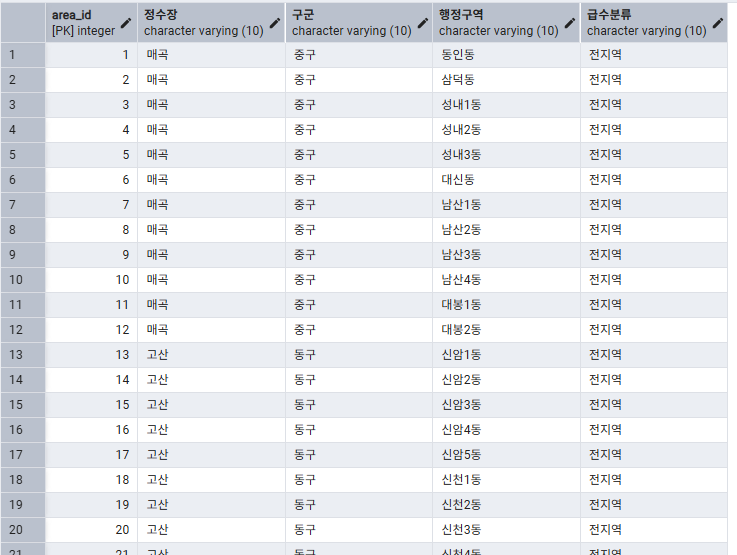 area_id 정수장 구군 행정구역 급수분류
[PK] integer character varying (10) character varying (10) character varying (10) character varying (10)
1 1 매곡 중구 동인동 전지역
2 2 매곡 중구 삼덕동 전지역
3 3 매곡 중구 성내1동 전지역
4 4 매곡 중구 성내2동 전지역
5 5 매곡 중구 성내3동 전지역
6 6 매곡 중구 대신동 전지역
7 7 매곡 중구 남산1동 전지역
8 8 매곡 중구 남산2동 전지역
9 9 매곡 중구 남산3동 전지역
10 10 매곡 중구 남산4동 전지역
11 11 매곡 중구 대봉1동 전지역
12 12 매곡 중구 대봉2동 전지역
13 13 고산 동구 신암1동 전지역
14 14 고산 동구 신암2동 전지역
15 15 고산 동구 신암3동 전지역
16 16 고산 동구 신암4동 전지역
17 17 고산 동구 신암5동 전지역
18 18 고산 동구 신천1동 전지역
19 19 고산 동구 신천2동 전지역
20 20 고산 동구 신천3동 전지역
21 21 고산 동구 신천4동 전지역